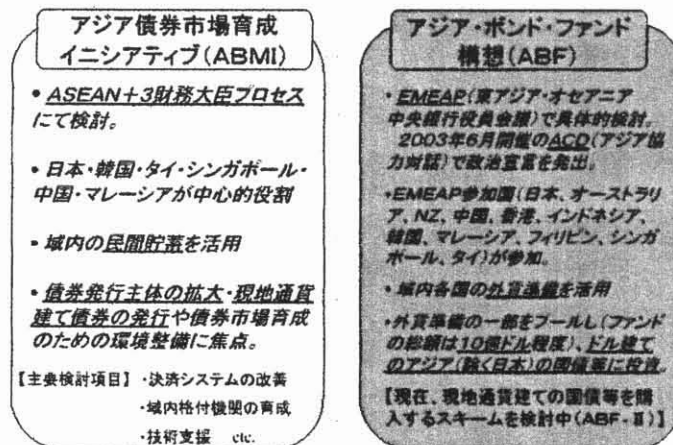 アジア債券市場育成
イニシアティブ(ABMI)
・ASEAN+3財務大臣プロセス
にて検討。
・日本・韓国・タイ・シンガポール・
中国・マレーシアが中心的役割
・域内の民間貯蓄を活用
・債券発行主体の拡大・現地通貨
建て債券の発行や債券市場育成
のための環境整備に焦点。
【主要検討項目】・決済システムの改善
・域内格付機関の育成
・技術支援 etc.
アジア・ボンド・ファンド
構想(ABF)
・EMEAP(東アジア・オセアニア
中央銀行役員会議)で具体的検討。
2003年6月開催のACD(アジア協
力対話)で政治宣言を発出。
・EMEAP参加国(日本、オーストラリ
ア、NZ、中国、香港、インドネシア、
韓国、マレーシア、フィリピン、シンガ
ポール、タイ)が参加。
・域内各国の外貨準備を活用
・外貨準備の一部をプールし(ファンド
の総額は10億ドル程度)、ドル建て
のアジア(除く日本)の国債等に投資。
【現在、現地通貨建ての国債等を購
入するスキームを検討中(ABF-Ⅱ)】